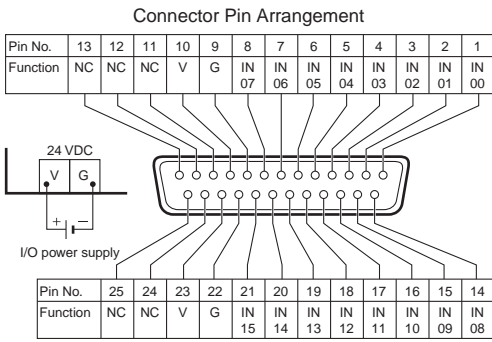 Connector Pin Arrangement
Pin No. 13 12 11 10 9 8 7 6 5 4 3 2 1
Function NC NC NC V G IN IN IN IN IN IN IN IN
07 06 05 04 03 02 01 00
24 VDC
V G
+ −
I/O power supply
Pin No. 25 24 23 22 21 20 19 18 17 16 15 14
Function NC NC V G IN IN IN IN IN IN IN IN
15 14 13 12 11 10 09 08